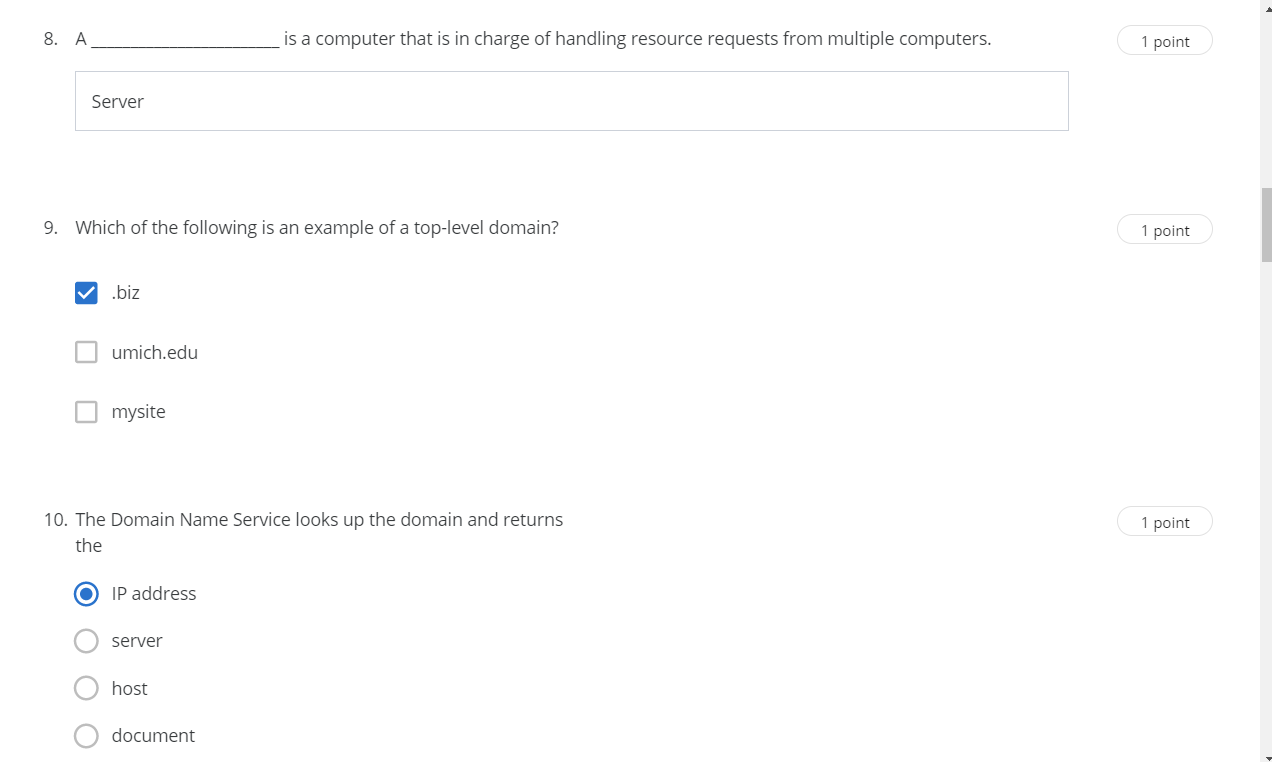 8. A ______________________ is a computer that is in charge of handling resource requests from multiple computers.
1 point
Server
9. Which of the following is an example of a top-level domain?
1 point
.biz
umich.edu
mysite
10. The Domain Name Service looks up the domain and returns
the
1 point
IP address
server
host
document